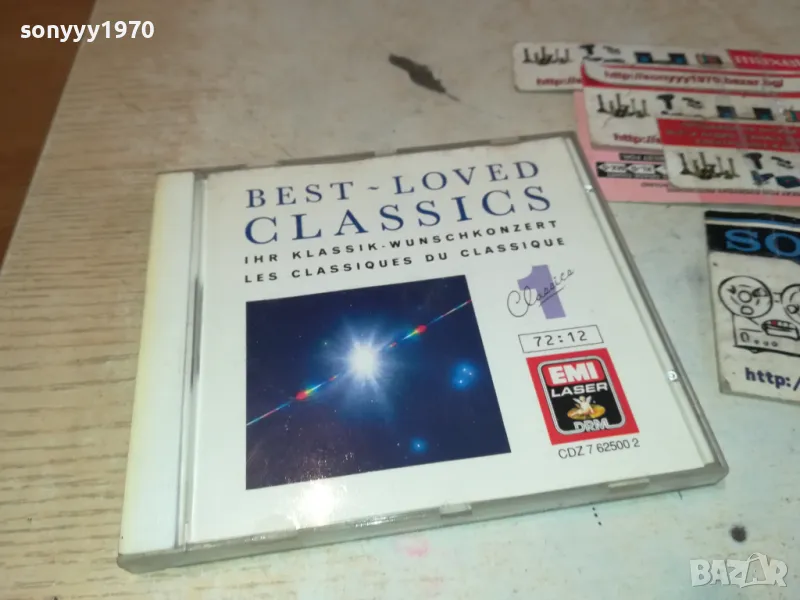 sonyyy1970
maxell
http://sonyyy1970.bazar.bg/
BEST ~ LOVED
CLASSICS
IHR KLASSIK-WUNSCHKONZERT
LES CLASSIQUES DU CLASSIQUE
1
Classics
72:12
EMI
LASER
DRM
CDZ 7 62500 2
SO
http:/
BAZAR